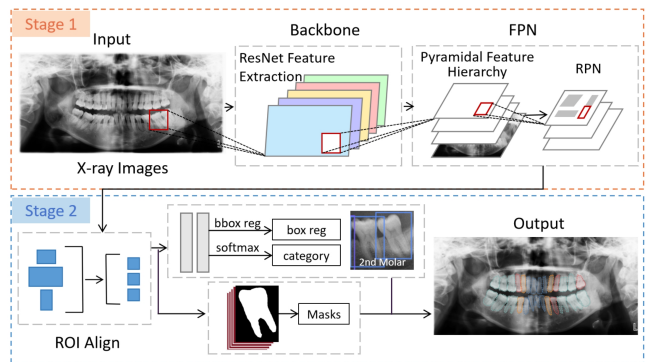 Stage 1
Input
Backbone
FPN
ResNet Feature
Extraction
Pyramidal Feature
Hierarchy
RPN
X-ray Images
Stage 2
bbox reg
box reg
softmax
category
2nd Molar
Output
Masks
ROI Align